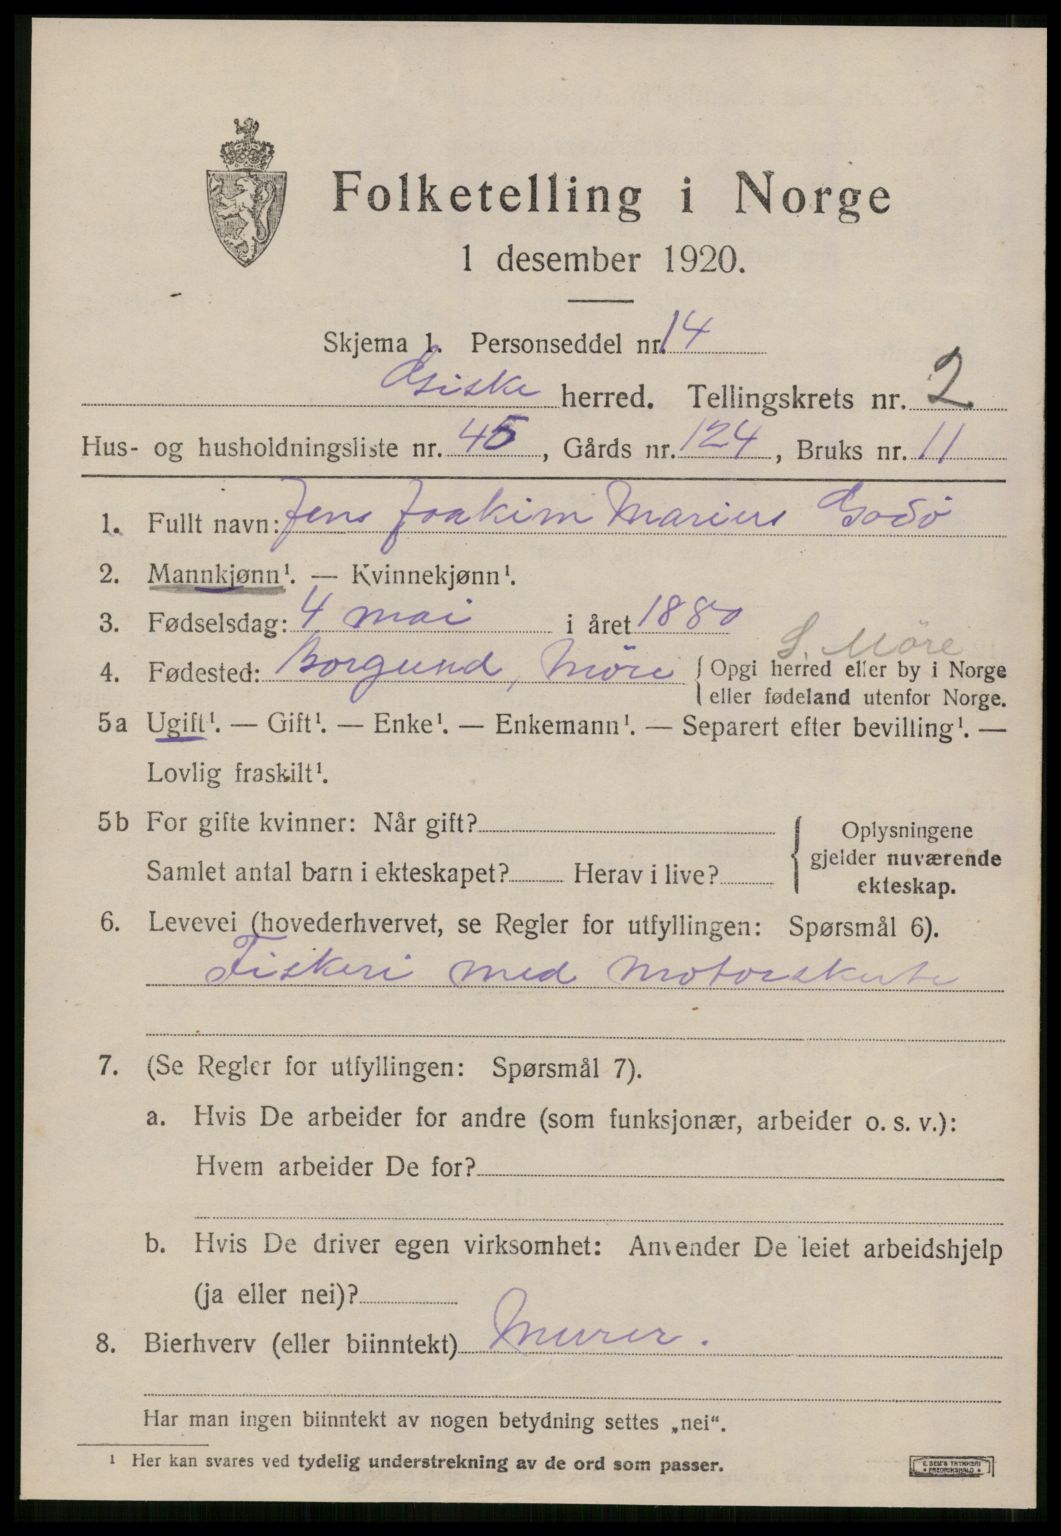 Folketelling i Norge
1 desember 1920.
Skjema 1. Personseddel nr. 14
Giske herred. Tellingskrets nr. 2
Hus- og husholdningsliste nr. 45, Gårds nr. 124, Bruks nr. 11
1. Fullt navn: Jens Joakim Marius Godö
2. Mannkjønn¹. — Kvinnekjønn¹.
3. Fødselsdag: 4 mai i året 1880
S. Möre
4. Fødested: Borgund, Möre {Opgi herred eller by i Norge
eller fødeland utenfor Norge.
5a Ugift¹. — Gift¹. — Enke¹. — Enkemann¹. — Separert efter bevilling¹. —
Lovlig fraskilt¹.
5b For gifte kvinner: Når gift?
Samlet antal barn i ekteskapet? Herav i live?
Oplysningene
gjelder nuværende
ekteskap.
6. Levevei (hovederhvervet, se Regler for utfyllingen: Spørsmål 6).
Fiskeri med Motorskute
7. (Se Regler for utfyllingen: Spørsmål 7).
a. Hvis De arbeider for andre (som funksjonær, arbeider o. s. v.):
Hvem arbeider De for?
b. Hvis De driver egen virksomhet: Anvender De leiet arbeidshjelp
(ja eller nei)?
8. Bierhverv (eller biinntekt) Murer.
Har man ingen biinntekt av nogen betydning settes „nei“.
¹ Her kan svares ved tydelig understrekning av de ord som passer.
E. SEM'S TRYKKERI
FREDRIKSHALD